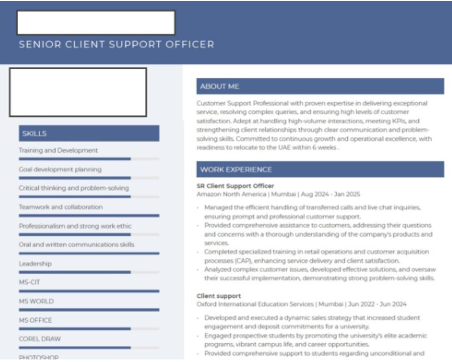 SENIOR CLIENT SUPPORT OFFICER
SKILLS
Training and Development
Goal development planning
Critical thinking and problem-solving
Teamwork and collaboration
Professionalism and strong work ethic
Oral and written communications skills
Leadership
MS-CIT
MS WORLD
MS OFFICE
COREL DRAW
PHOTOSHOP
ABOUT ME
Customer Support Professional with proven expertise in delivering exceptional
service, resolving complex queries, and ensuring high levels of customer
satisfaction. Adept at handling high-volume interactions, meeting KPIs, and
strengthening client relationships through clear communication and problem-
solving skills. Committed to continuous growth and operational excellence, with
readiness to relocate to the UAE within 6 weeks .
WORK EXPERIENCE
SR Client Support Officer
Amazon North America | Mumbai | Aug 2024 - Jan 2025
- Managed the efficient handling of transferred calls and live chat inquiries,
ensuring prompt and professional customer support.
- Provided comprehensive assistance to customers, addressing their questions
and concerns with a thorough understanding of the company's products and
services.
- Completed specialized training in retail operations and customer acquisition
processes (CAP), enhancing service delivery and client satisfaction.
- Analyzed complex customer issues, developed effective solutions, and oversaw
their successful implementation, demonstrating strong problem-solving skills.
Client support
Oxford International Education Services | Mumbai | Jun 2022 - Jun 2024
- Developed and executed a dynamic sales strategy that increased student
engagement and deposit commitments for a university.
- Engaged prospective students by promoting the university's elite academic
programs, vibrant campus life, and career opportunities.
- Provided comprehensive support to students regarding unconditional and